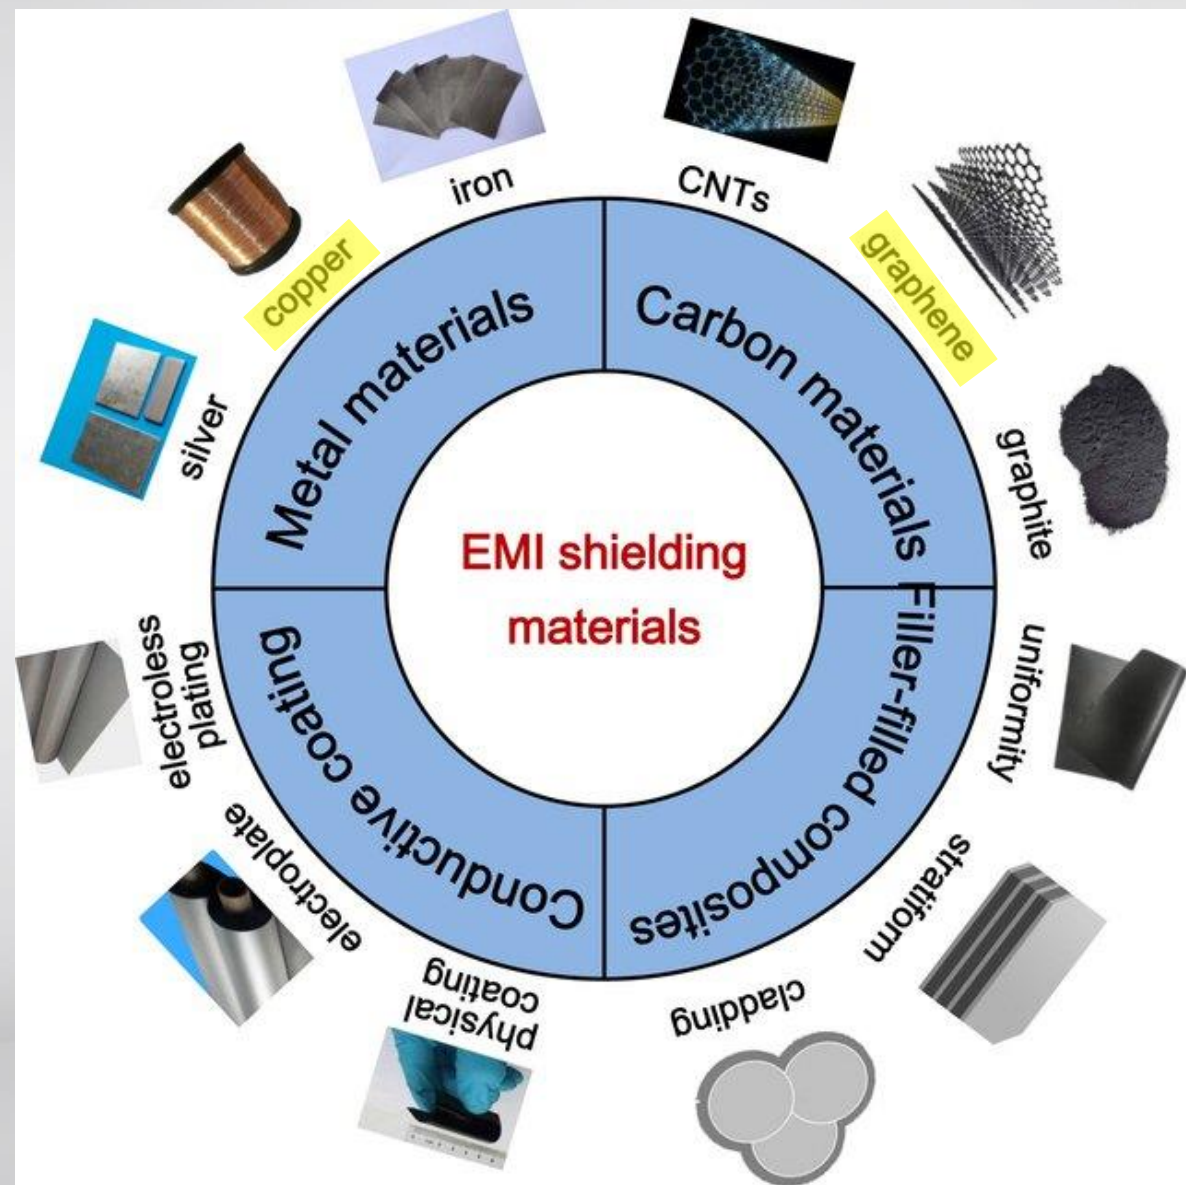 EMI shielding
materials
Metal materials
silver
copper
iron
Carbon materials
CNTs
graphene
graphite
Filler-filled composites
uniformity
stratiform
cladding
Conductive coating
physical
coating
electroplate
electroless
plating